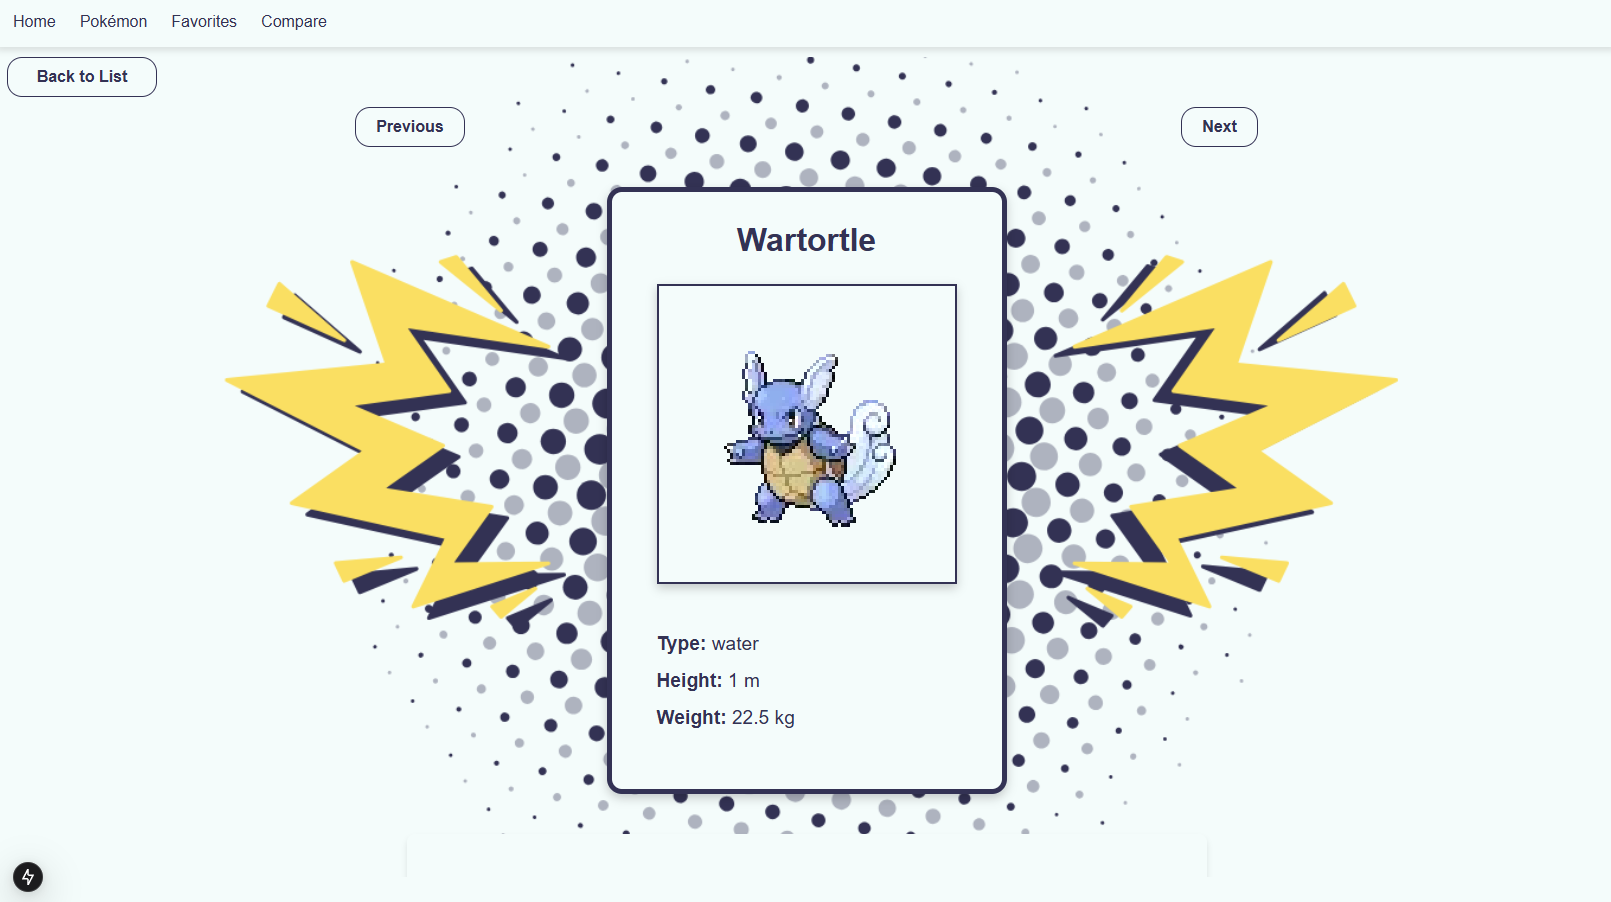 Home Pokémon Favorites Compare
Back to List
Previous Next
Wartortle
Type: water
Height: 1 m
Weight: 22.5 kg